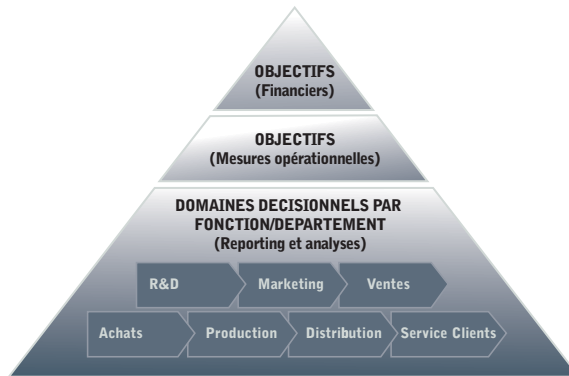 OBJECTIFS
(Financiers)
OBJECTIFS
(Mesures opérationnelles)
DOMAINES DECISIONNELS PAR
FONCTION/DEPARTEMENT
(Reporting et analyses)
R&D Marketing Ventes
Achats Production Distribution Service Clients